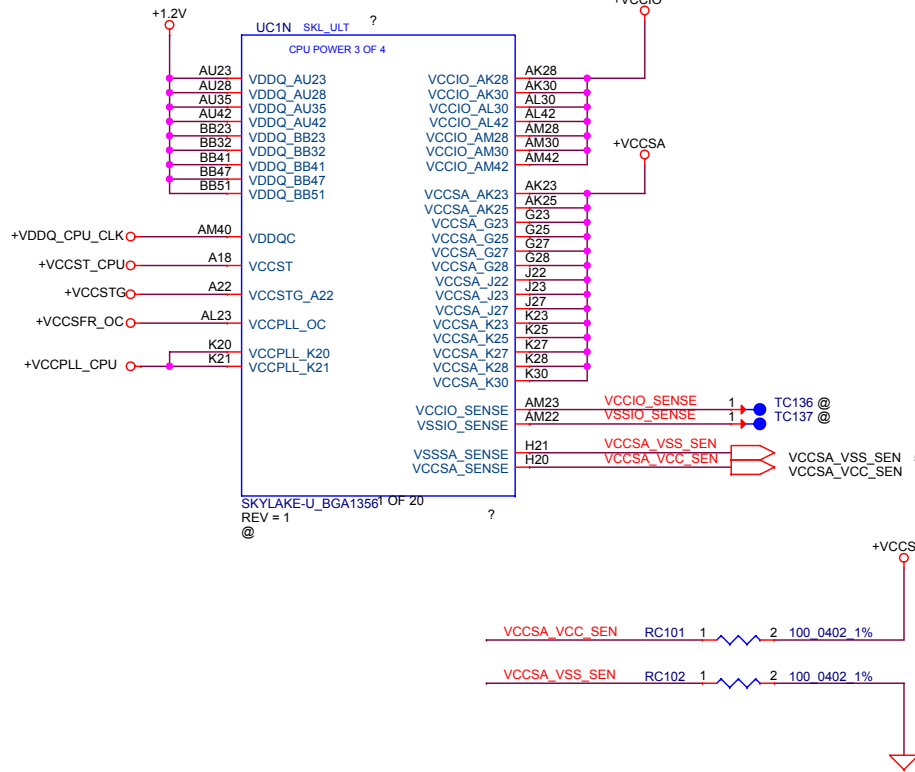 +1.2V
+VCCIO
UC1N SKL_ULT ?
CPU POWER 3 OF 4
AU23 VDDQ_AU23 VCCIO_AK28 AK28
AU28 VDDQ_AU28 VCCIO_AK30 AK30
AU35 VDDQ_AU35 VCCIO_AL30 AL30
AU42 VDDQ_AU42 VCCIO_AL42 AL42
BB23 VDDQ_BB23 VCCIO_AM28 AM28
BB32 VDDQ_BB32 VCCIO_AM30 AM30
BB41 VDDQ_BB41 VCCIO_AM42 AM42
+VCCSA
BB47 VDDQ_BB47
BB51 VDDQ_BB51 VCCSA_AK23 AK23
VCCSA_AK25 AK25
VCCSA_G23 G23
+VDDQ_CPU_CLK AM40 VDDQC VCCSA_G25 G25
VCCSA_G27 G27
+VCCST_CPU A18 VCCST VCCSA_G28 G28
VCCSA_J22 J22
+VCCSTG A22 VCCSTG_A22 VCCSA_J23 J23
VCCSA_J27 J27
+VCCSFR_OC AL23 VCCPLL_OC VCCSA_K23 K23
VCCSA_K25 K25
K20 VCCPLL_K20 VCCSA_K27 K27
+VCCPLL_CPU K21 VCCPLL_K21 VCCSA_K28 K28
VCCSA_K30 K30
VCCIO_SENSE AM23 VCCIO_SENSE 1 TC136 @
VSSIO_SENSE AM22 VSSIO_SENSE 1 TC137 @
VSSSA_SENSE H21 VCCSA_VSS_SEN VCCSA_VSS_SEN
VCCSA_SENSE H20 VCCSA_VCC_SEN VCCSA_VCC_SEN
SKYLAKE-U_BGA1356 1 OF 20
REV = 1 ?
@
+VCCS
VCCSA_VCC_SEN RC101 1 2 100_0402_1%
VCCSA_VSS_SEN RC102 1 2 100_0402_1%